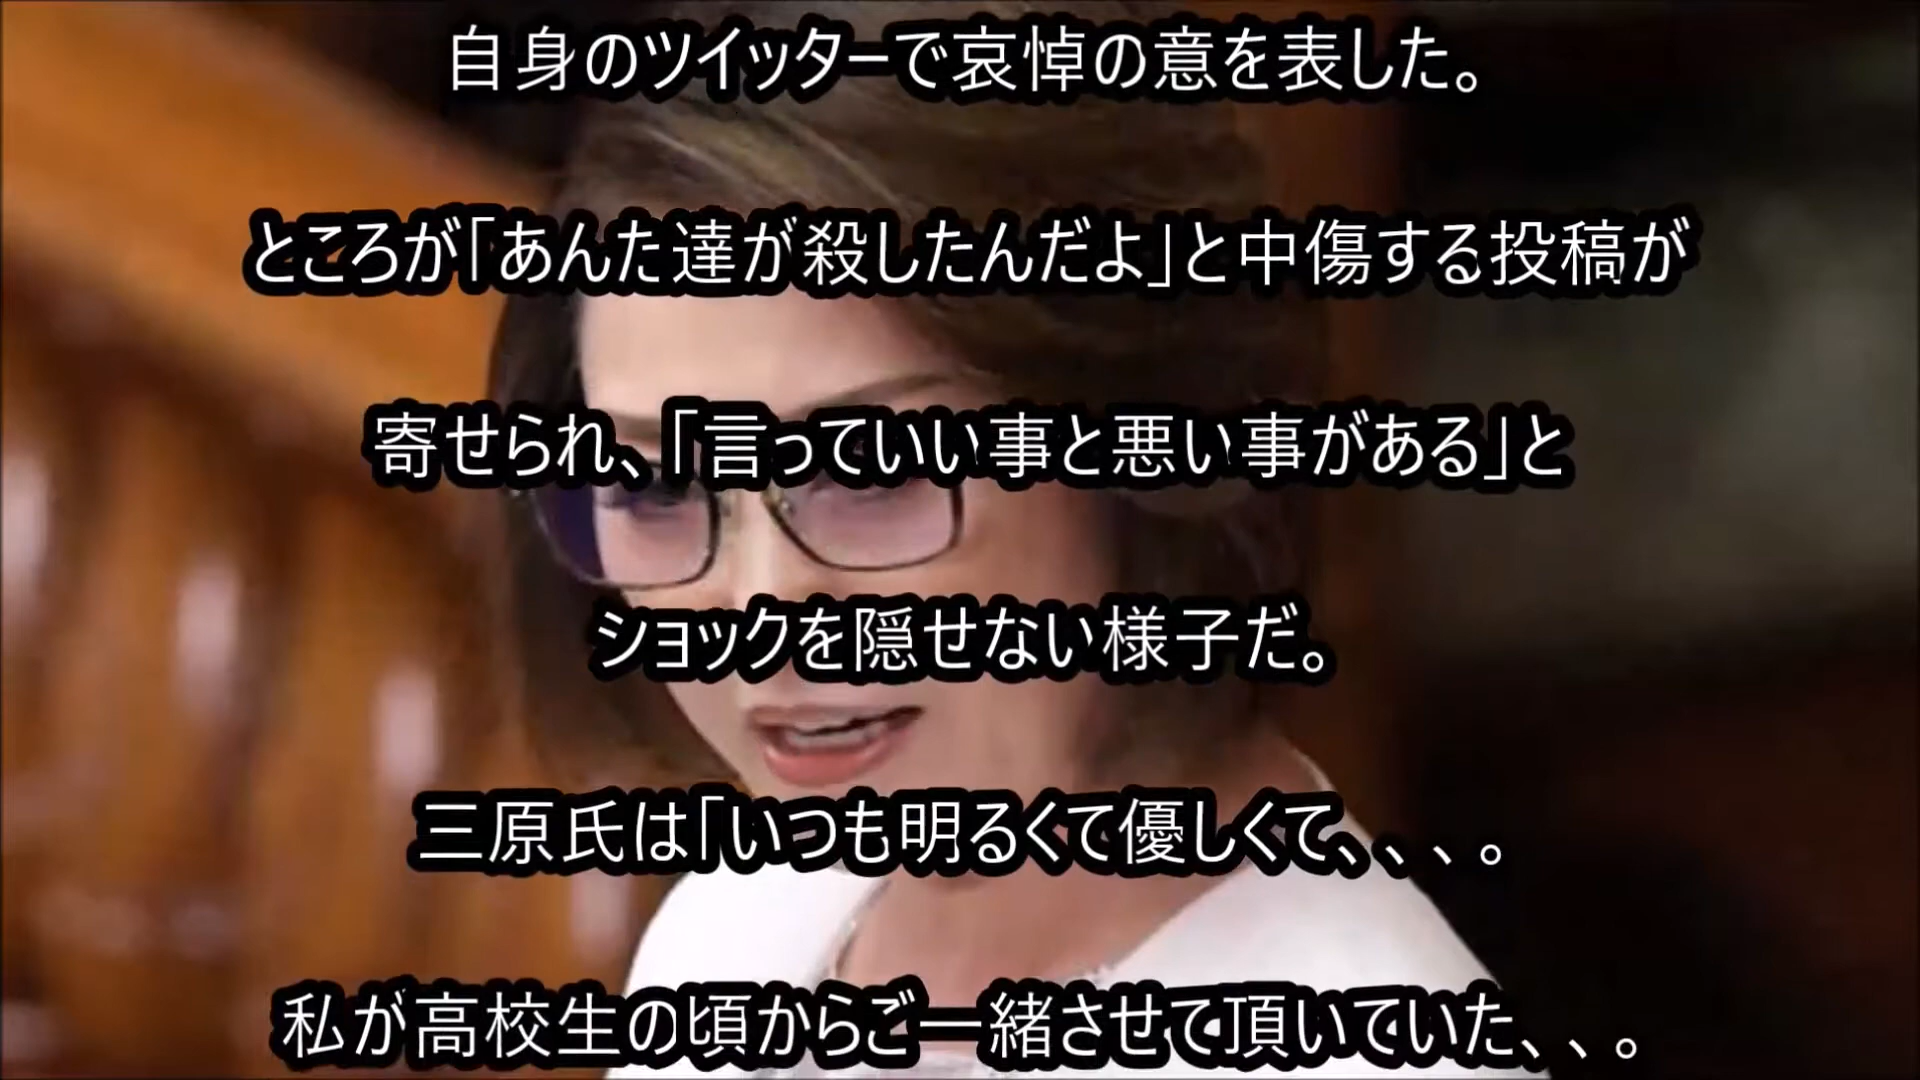 自身のツイッターで哀悼の意を表した。
ところが「あんた達が殺したんだよ」と中傷する投稿が
寄せられ、「言っていい事と悪い事がある」と
ショックを隠せない様子だ。
三原氏は「いつも明るくて優しくて、、、、。
私が高校生の頃からご一緒させて頂いていた、、、。